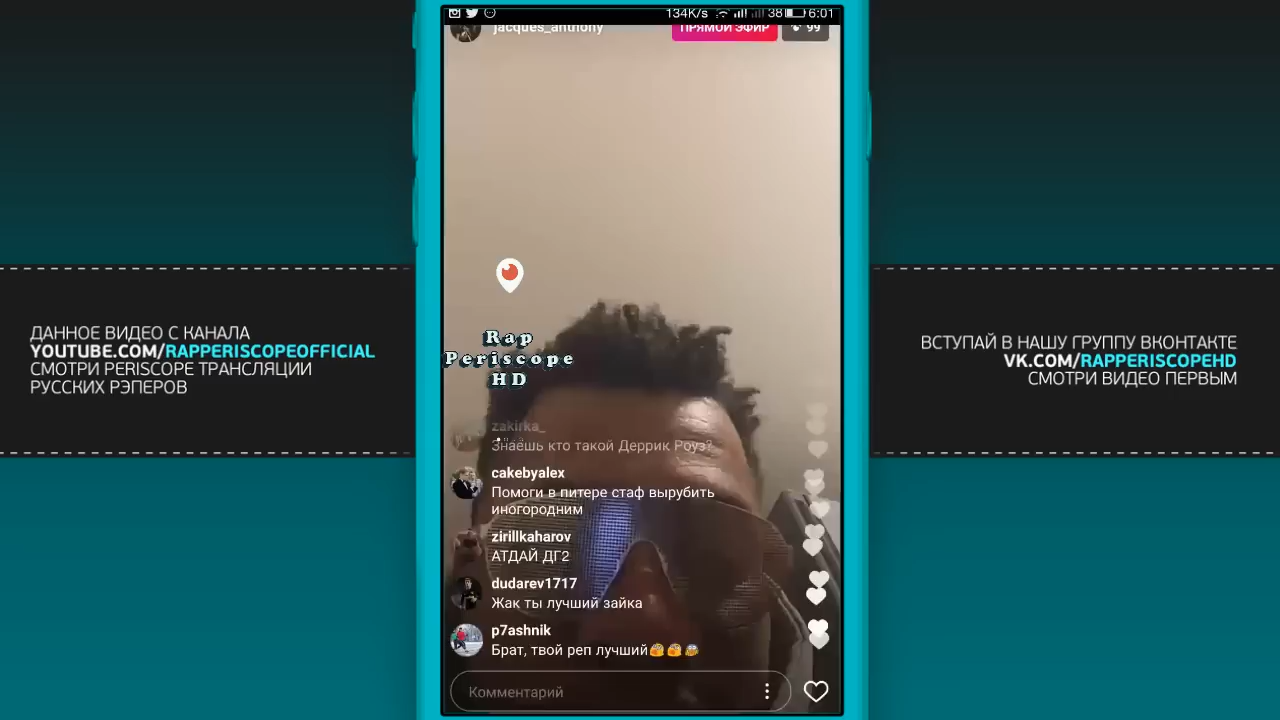 134K/s
38
6:01
jacques_anthony
ПРЯМОЙ ЭФИР
99
Rap
Periscope
HD
ДАННОЕ ВИДЕО С КАНАЛА
YOUTUBE.COM/RAPPERISCOPEOFFICIAL
СМОТРИ PERISCOPE ТРАНСЛЯЦИИ
РУССКИХ РЭПЕРОВ
ВСТУПАЙ В НАШУ ГРУППУ ВКОНТАКТЕ
VK.COM/RAPPERISCOPEHD
СМОТРИ ВИДЕО ПЕРВЫМ
zakirka_
Знаешь кто такой Деррик Роуз?
cakebyalex
Помоги в питере стаф вырубить
иногородним
zirillkaharov
АТДАЙ ДГ2
dudarev1717
Жак ты лучший зайка
p7ashnik
Брат, твой реп лучший
Комментарий